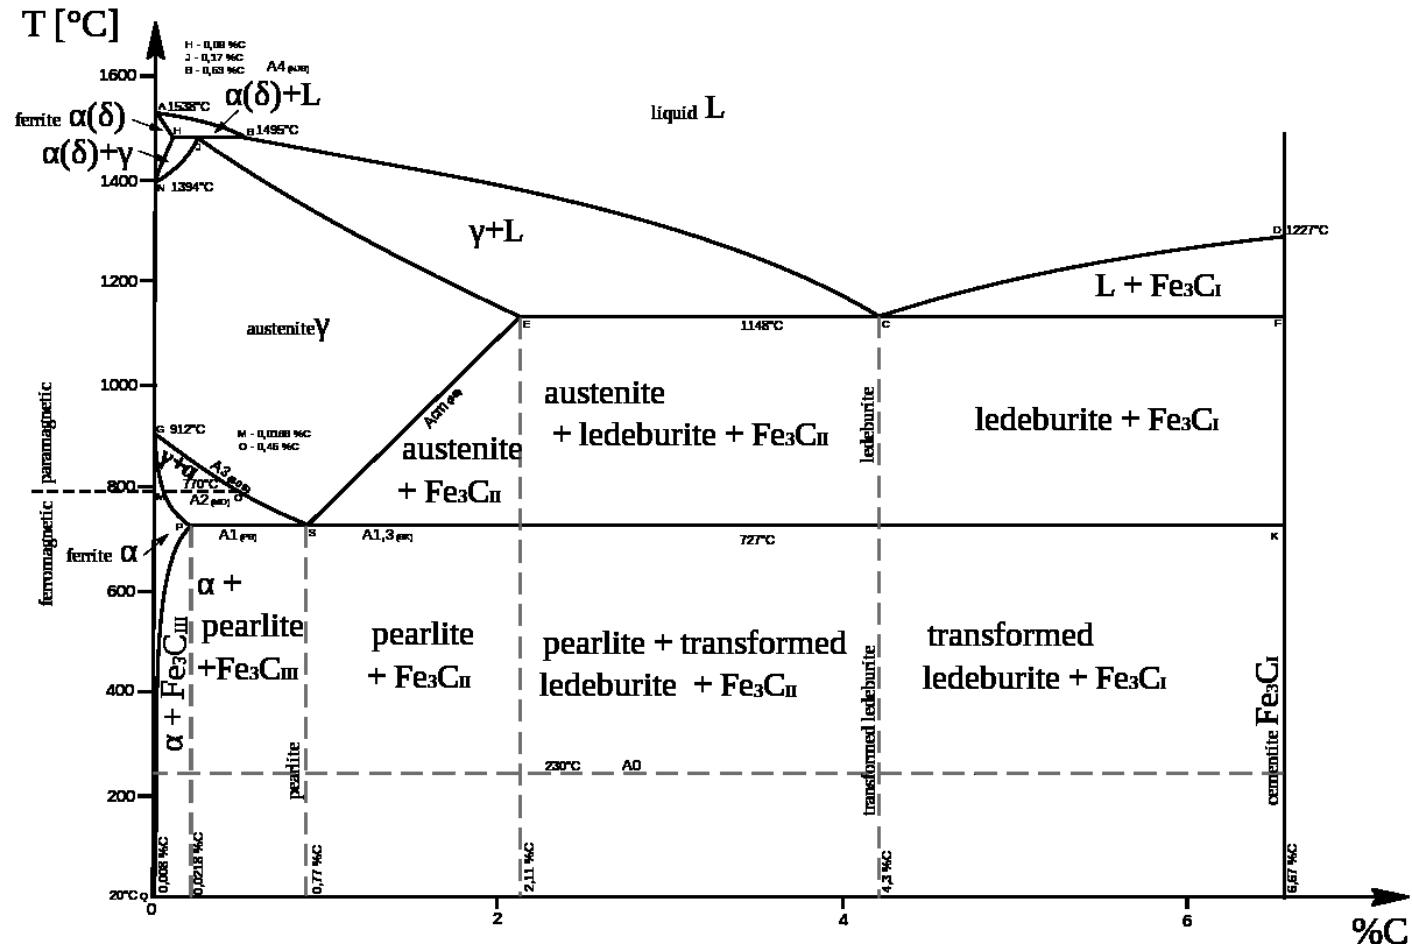 T [°C]
H - 0,09 %C
J - 0,17 %C
B - 0,53 %C
A4
1600
A 1538°C
α(δ)+L
ferrite α(δ)
liquid L
H
B 1495°C
α(δ)+γ
J
1400
N 1394°C
γ+L
D 1227°C
1200
L + Fe3CI
austenite γ
E
1148°C
C
F
1000
paramagnetic
Acm
austenite
+ ledeburite + Fe3CII
ledeburite
ledeburite + Fe3CI
G 912°C
O - 0,46 %C
γ+α
A3
austenite
+ Fe3CII
770°C
800
M
A2
O
ferromagnetic
P
A1
S
A1,3
727°C
K
ferrite α
600
α +
pearlite
+Fe3CIII
α + Fe3CIII
pearlite
+ Fe3CII
pearlite + transformed
ledeburite + Fe3CII
transformed ledeburite
transformed
ledeburite + Fe3CI
cementite Fe3CI
400
pearlite
230°C
A0
200
0,008 %C
0,0218 %C
0,77 %C
2,11 %C
4,3 %C
6,67 %C
20°C Q
0
2
4
6
%C